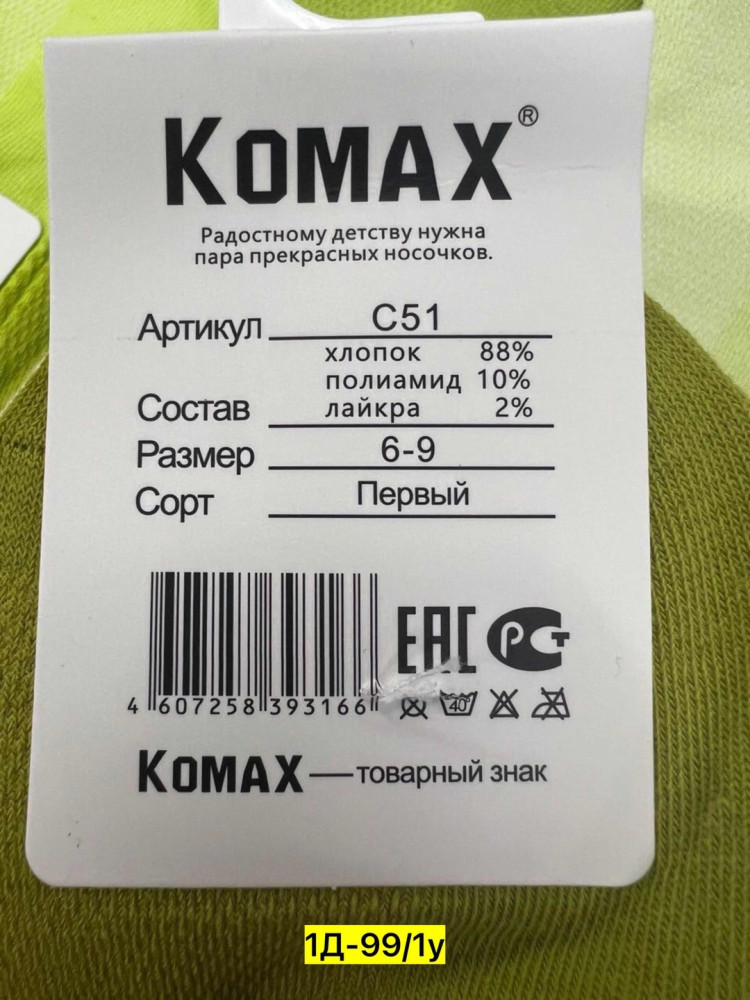 KOMAX®
Радостному детству нужна
пара прекрасных носочков.
Артикул C51
хлопок 88%
полиамид 10%
Состав лайкра 2%
Размер 6-9
Сорт Первый
EAC РСТ
4 607258 393166
40°
KOMAX — товарный знак
1Д-99/1у